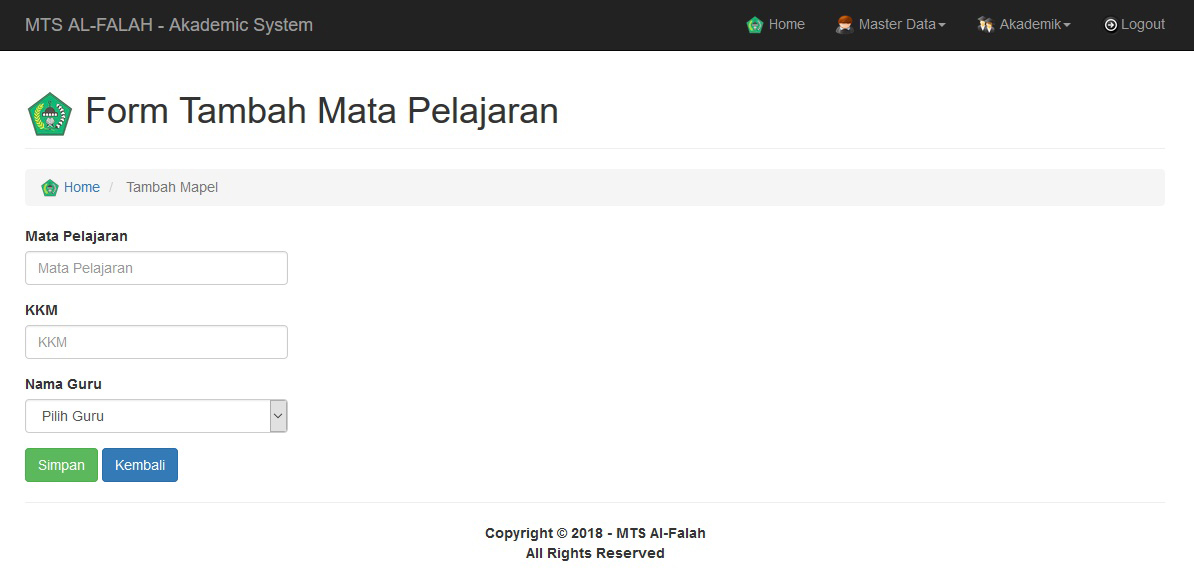 MTS AL-FALAH - Akademic System
Home
Master Data
Akademik
Logout
Form Tambah Mata Pelajaran
Home / Tambah Mapel
Mata Pelajaran
Mata Pelajaran
KKM
KKM
Nama Guru
Pilih Guru
Simpan
Kembali
Copyright © 2018 - MTS Al-Falah
All Rights Reserved